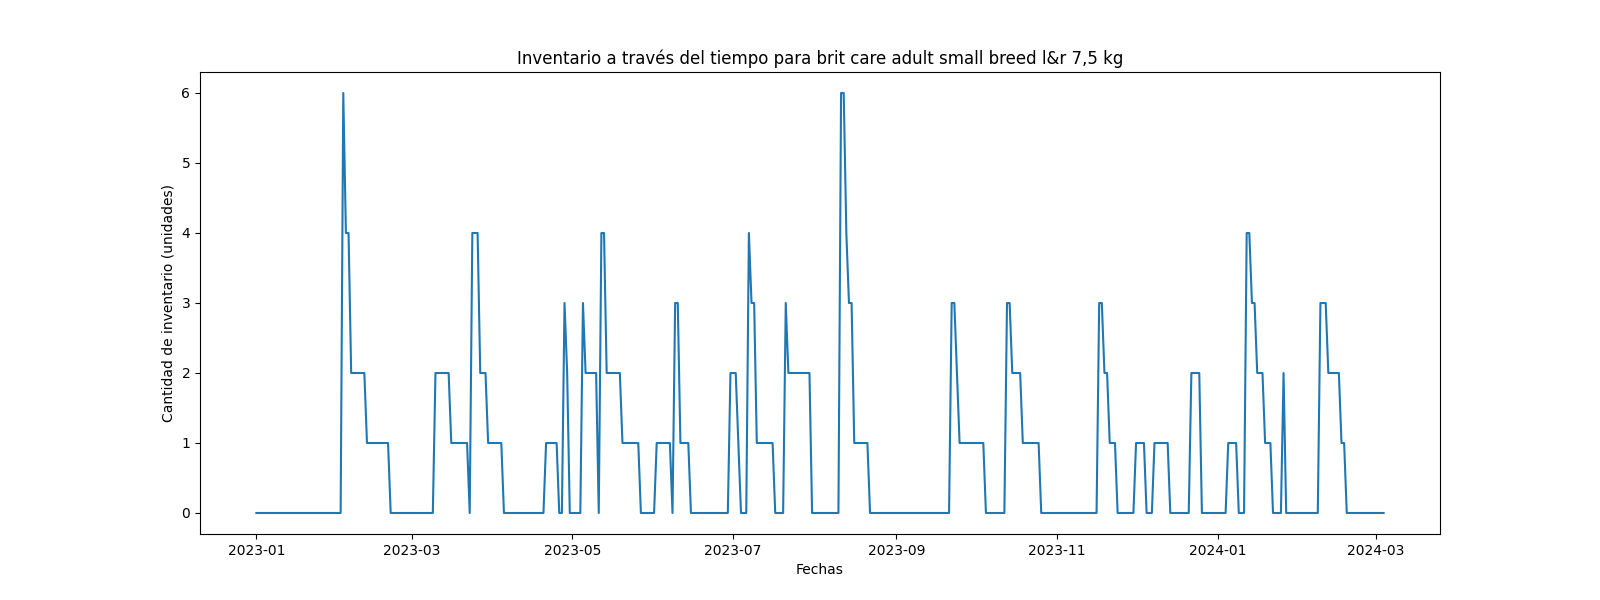 Inventario a través del tiempo para brit care adult small breed l&r 7,5 kg
Cantidad de inventario (unidades)
6
5
4
3
2
1
0
2023-01 2023-03 2023-05 2023-07 2023-09 2023-11 2024-01 2024-03
Fechas